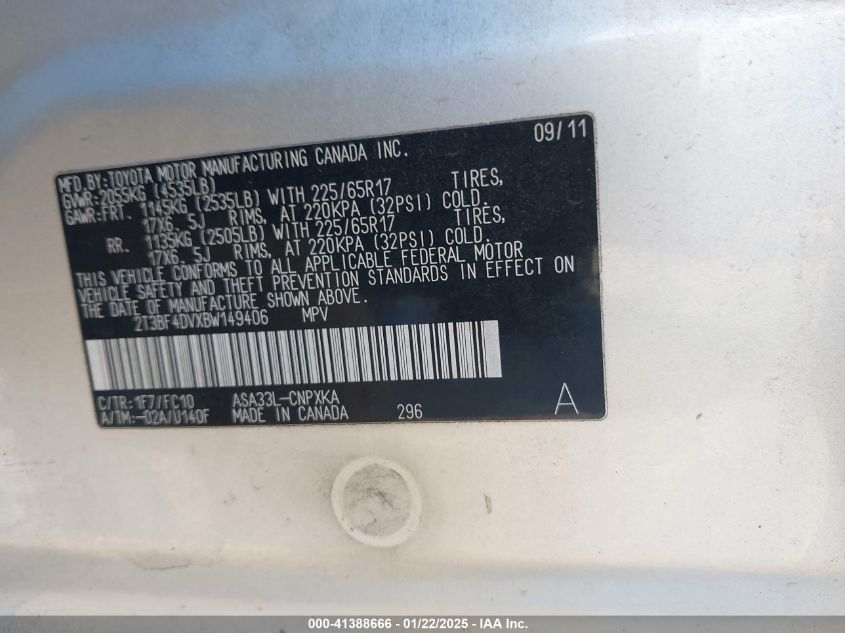 09/11
MFD.BY:TOYOTA MOTOR MANUFACTURING CANADA INC.
GVWR:2055KG (4535LB)
GAWR:FRT. 1145KG (2535LB) WITH 225/65R17 TIRES,
17X6. 5J RIMS, AT 220KPA (32PSI) COLD.
RR. 1135KG (2505LB) WITH 225/65R17 TIRES,
17X6. 5J RIMS, AT 220KPA (32PSI) COLD.
THIS VEHICLE CONFORMS TO ALL APPLICABLE FEDERAL MOTOR
VEHICLE SAFETY AND THEFT PREVENTION STANDARDS IN EFFECT ON
THE DATE OF MANUFACTURE SHOWN ABOVE.
2T3BF4DVXBW149406 MPV
C/TR:1F7/FC10 ASA33L-CNPXKA
A/TM:-02A/U140F MADE IN CANADA 296 A
000-41388666 - 01/22/2025 - IAA Inc.